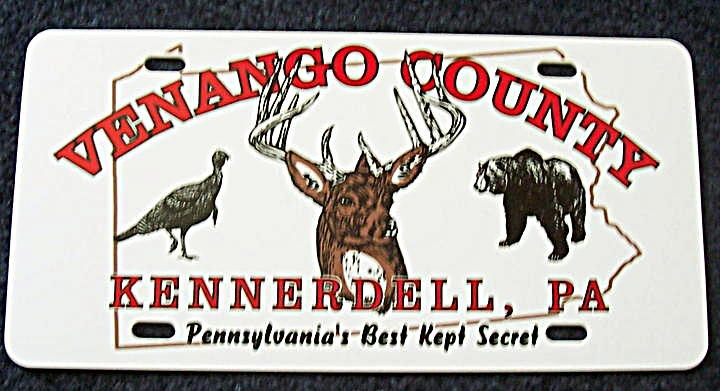 VENANGO COUNTY
KENNERDELL, PA
Pennsylvania's Best Kept Secret